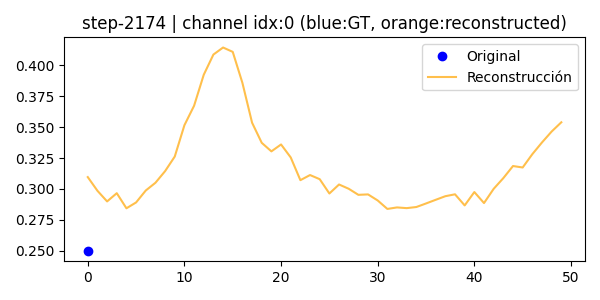 step-2174 | channel idx:0 (blue:GT, orange:reconstructed)
Original
Reconstrucción
0.400
0.375
0.350
0.325
0.300
0.275
0.250
0 10 20 30 40 50